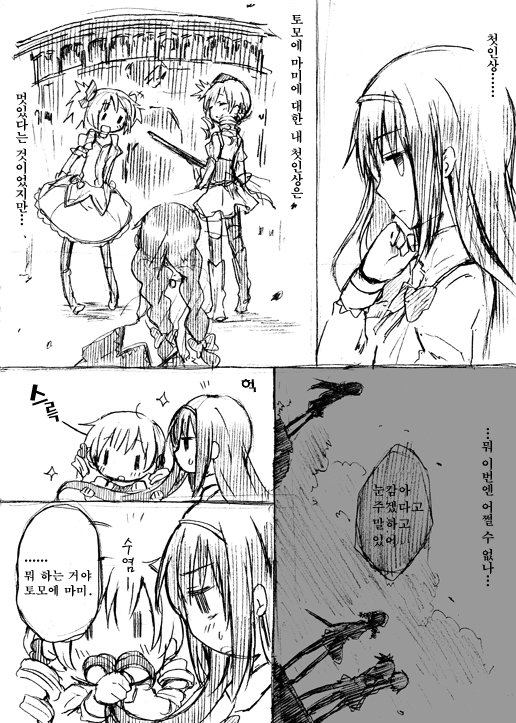 첫인상……
토모에 마미에 대한 내 첫인상은
멋있다는 것이었지만…
…뭐 이번엔 어쩔 수 없나…
눈감아
주겠다고
말하고
있어…
헉
스륵
수염ー
……
뭐 하는 거야
토모에 마미.